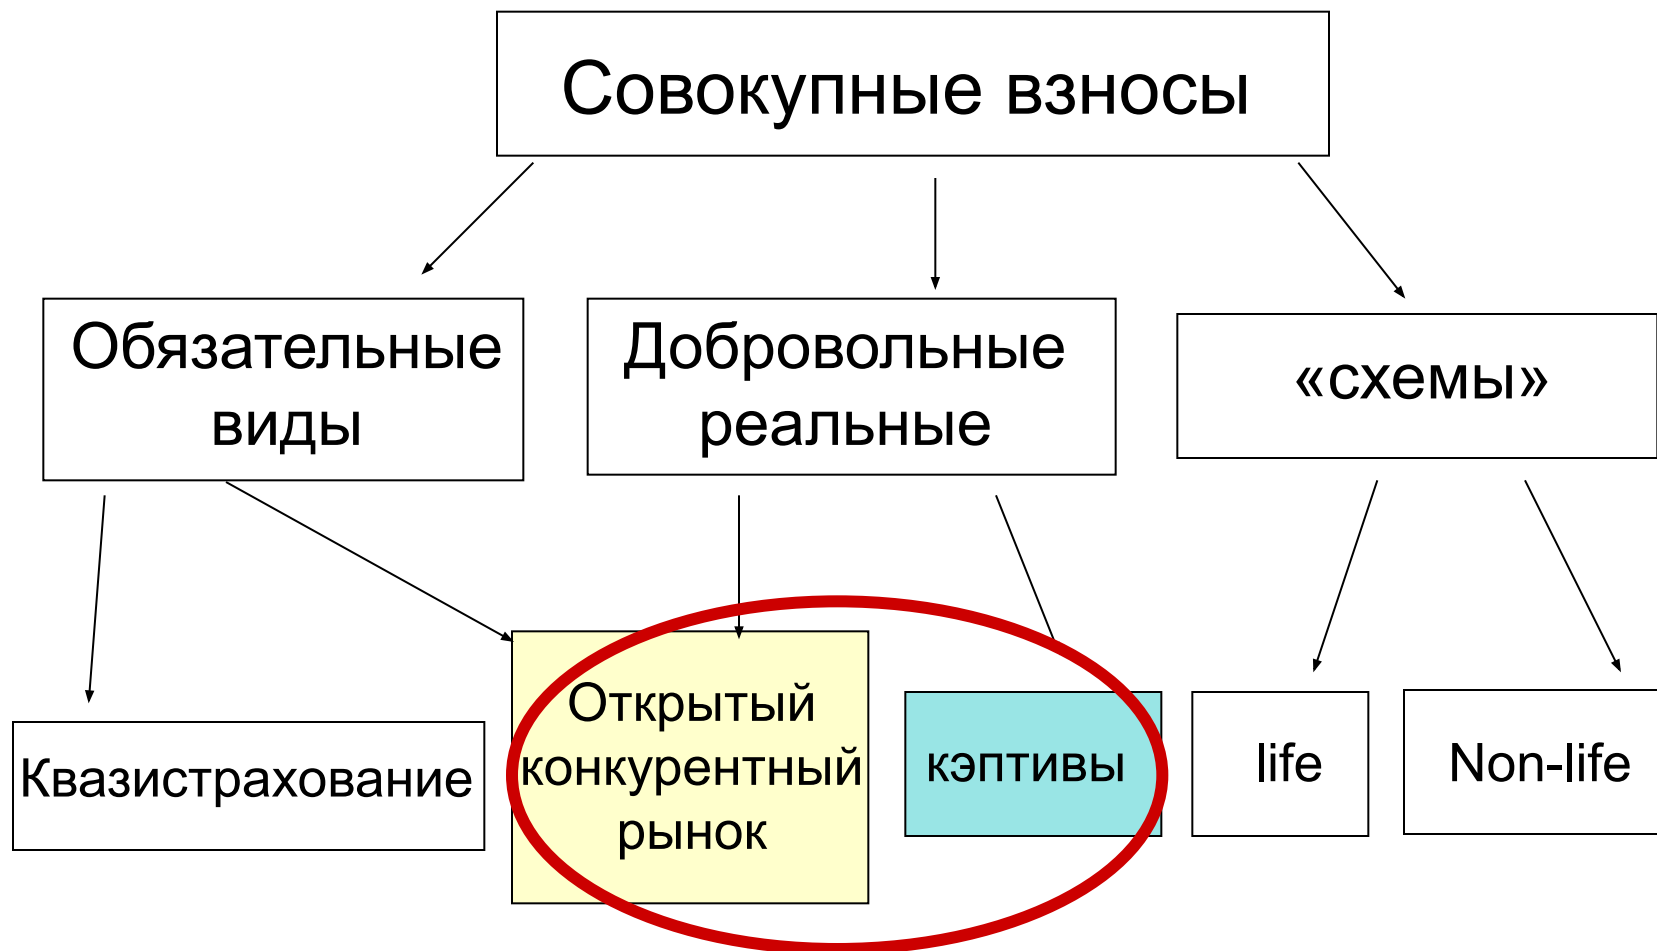 Совокупные взносы
Обязательные
виды
Добровольные
реальные
«схемы»
Квазистрахование
Открытый
конкурентный
рынок
кэптивы
life
Non-life